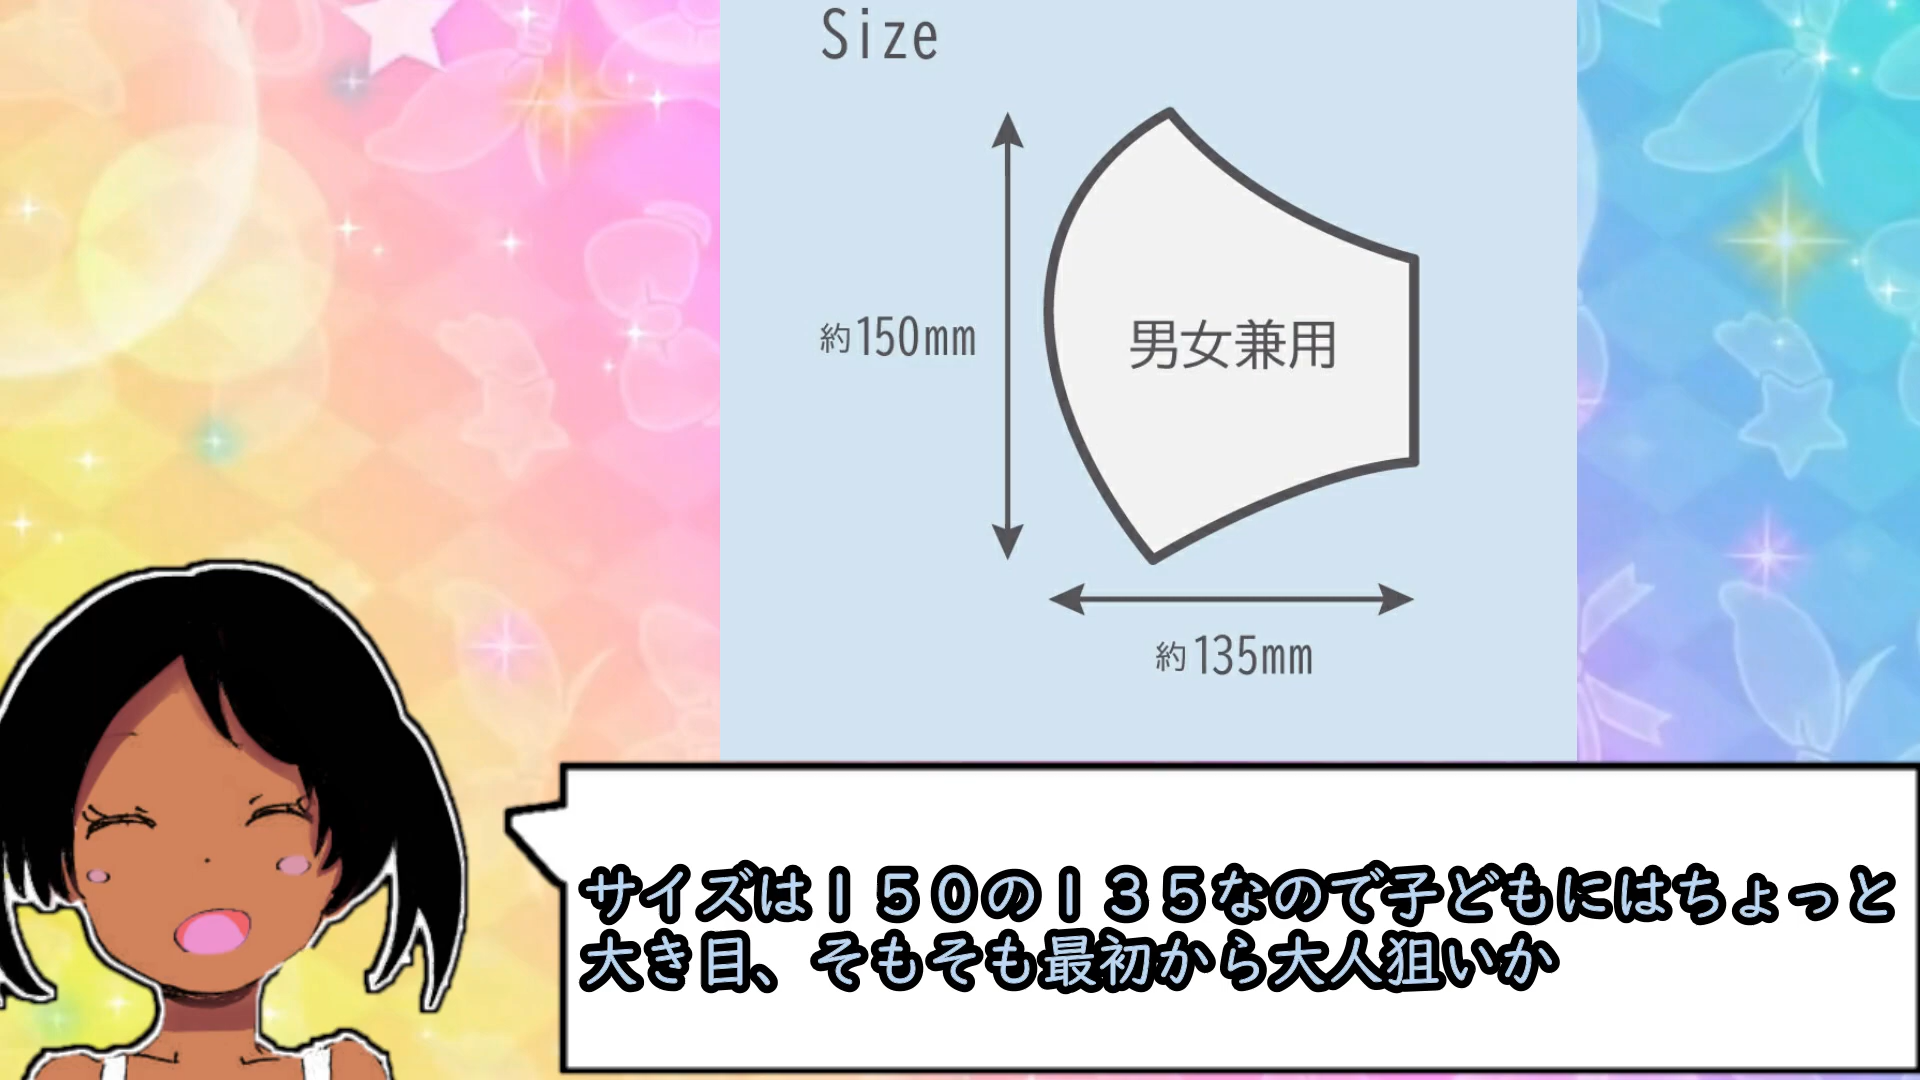 Size
約150mm
男女兼用
約135mm
サイズは１５０の１３５なので子どもにはちょっと
大き目、そもそも最初から大人狙いか